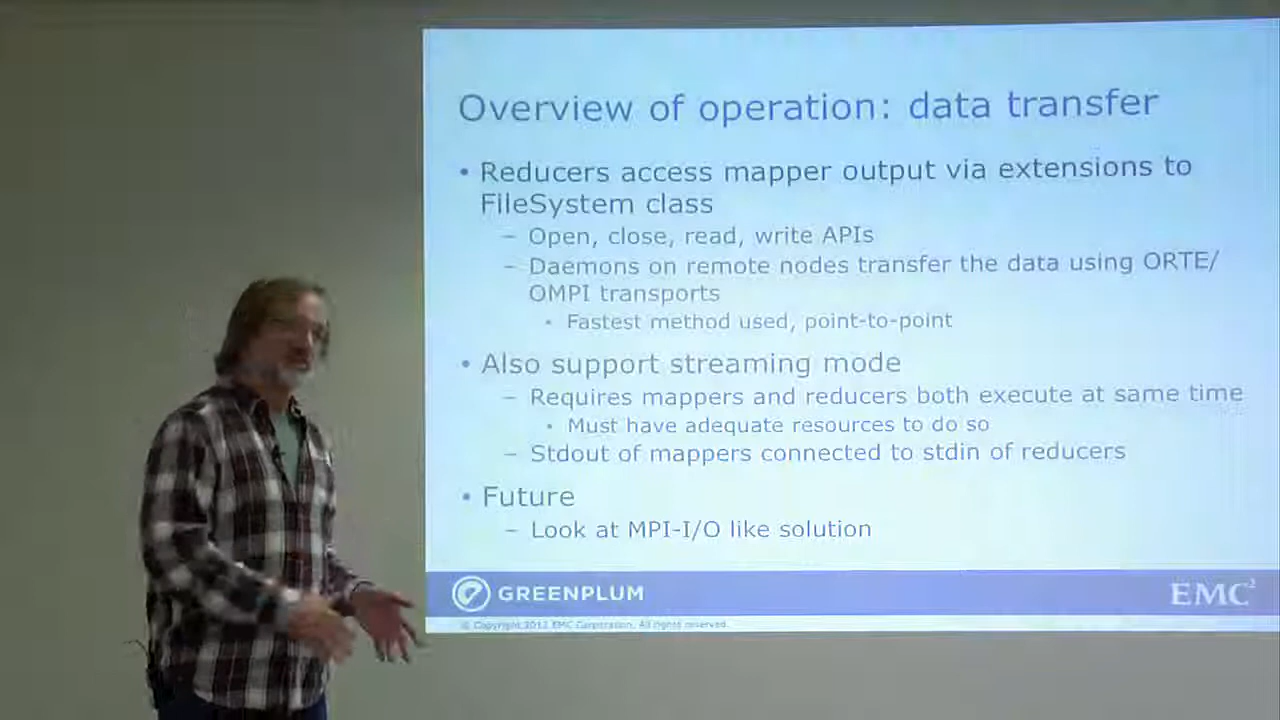 Overview of operation: data transfer
• Reducers access mapper output via extensions to
FileSystem class
– Open, close, read, write APIs
– Daemons on remote nodes transfer the data using ORTE/
OMPI transports
• Fastest method used, point-to-point
• Also support streaming mode
– Requires mappers and reducers both execute at same time
• Must have adequate resources to do so
– Stdout of mappers connected to stdin of reducers
• Future
– Look at MPI-I/O like solution
GREENPLUM
EMC²
© Copyright 2012 EMC Corporation. All rights reserved.